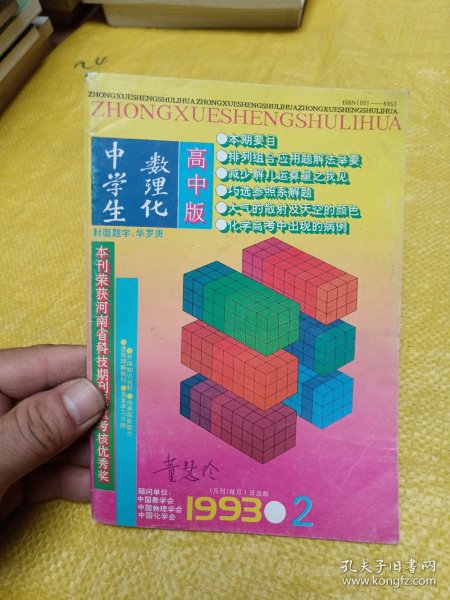 ZHONGXUESHENGSHULIHUA ZHONGXUESHENGSHULIHUAZHONGXUESHENGSHULIHUA
ISSN1001——6953
ZHONGXUESHENGSHULIHUA
中学生
数理化
高中版
封面题字:华罗庚
●本期要目
●排列组合应用题解法举要
●减少解几运算量之我见
●巧选参照系解题
●大气的散射及天空的颜色
●化学高考中出现的病例
本刊荣获河南省科技期刊
考核优秀奖
顾问单位:
中国数学会
中国物理学会
中国化学会
(月刊)每月1日出版
1993●2
孔夫子旧书网
www.kongfz.com